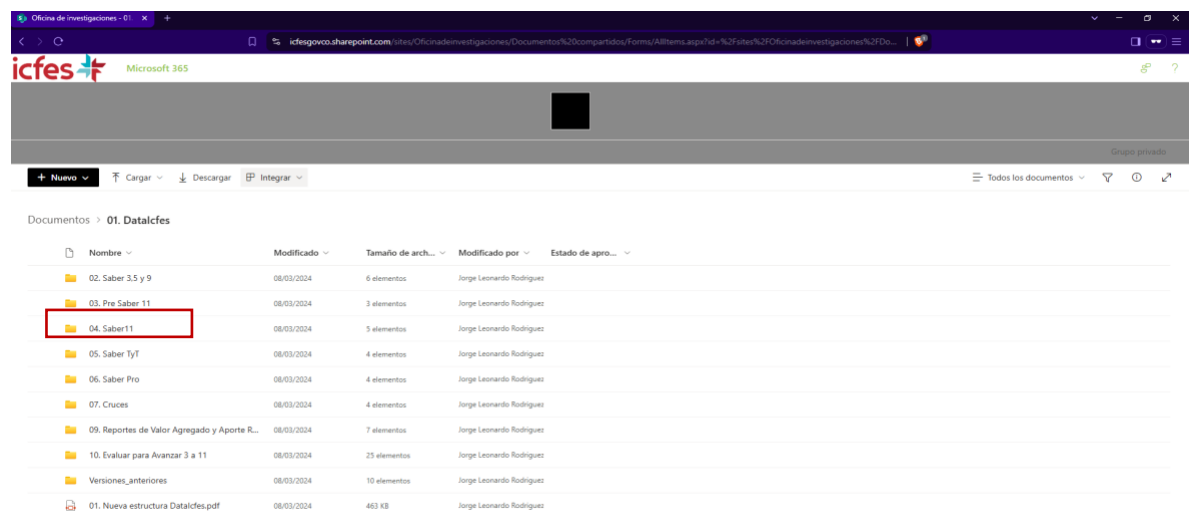 Oficina de investigaciones - 01.
icfesgovco.sharepoint.com/sites/Oficinadeinvestigaciones/Documentos%20compartidos/Forms/AllItems.aspx?id=%2Fsites%2FOficinadeinvestigaciones%2FDo...
icfes Microsoft 365 ?
Grupo privado
+ Nuevo Cargar Descargar Integrar Todos los documentos
Documentos > 01. DataIcfes
Nombre Modificado Tamaño de arch... Modificado por Estado de apro...
02. Saber 3,5 y 9 08/03/2024 6 elementos Jorge Leonardo Rodriguez
03. Pre Saber 11 08/03/2024 3 elementos Jorge Leonardo Rodriguez
04. Saber11 08/03/2024 5 elementos Jorge Leonardo Rodriguez
05. Saber TyT 08/03/2024 4 elementos Jorge Leonardo Rodriguez
06. Saber Pro 08/03/2024 4 elementos Jorge Leonardo Rodriguez
07. Cruces 08/03/2024 4 elementos Jorge Leonardo Rodriguez
09. Reportes de Valor Agregado y Aporte R... 08/03/2024 7 elementos Jorge Leonardo Rodriguez
10. Evaluar para Avanzar 3 a 11 08/03/2024 25 elementos Jorge Leonardo Rodriguez
Versiones_anteriores 08/03/2024 10 elementos Jorge Leonardo Rodriguez
01. Nueva estructura DataIcfes.pdf 08/03/2024 463 KB Jorge Leonardo Rodriguez